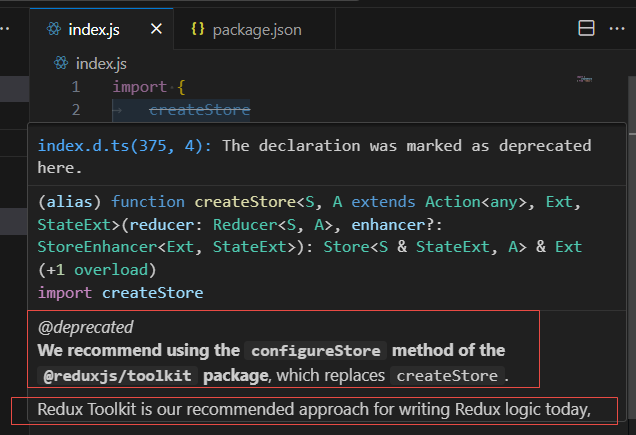 index.js
package.json
index.js
1 import {
2 createStore
index.d.ts(375, 4): The declaration was marked as deprecated
here.
(alias) function createStore<S, A extends Action<any>, Ext,
StateExt>(reducer: Reducer<S, A>, enhancer?:
StoreEnhancer<Ext, StateExt>): Store<S & StateExt, A> & Ext
(+1 overload)
import createStore
@deprecated
We recommend using the configureStore method of the
@reduxjs/toolkit package, which replaces createStore.
Redux Toolkit is our recommended approach for writing Redux logic today,